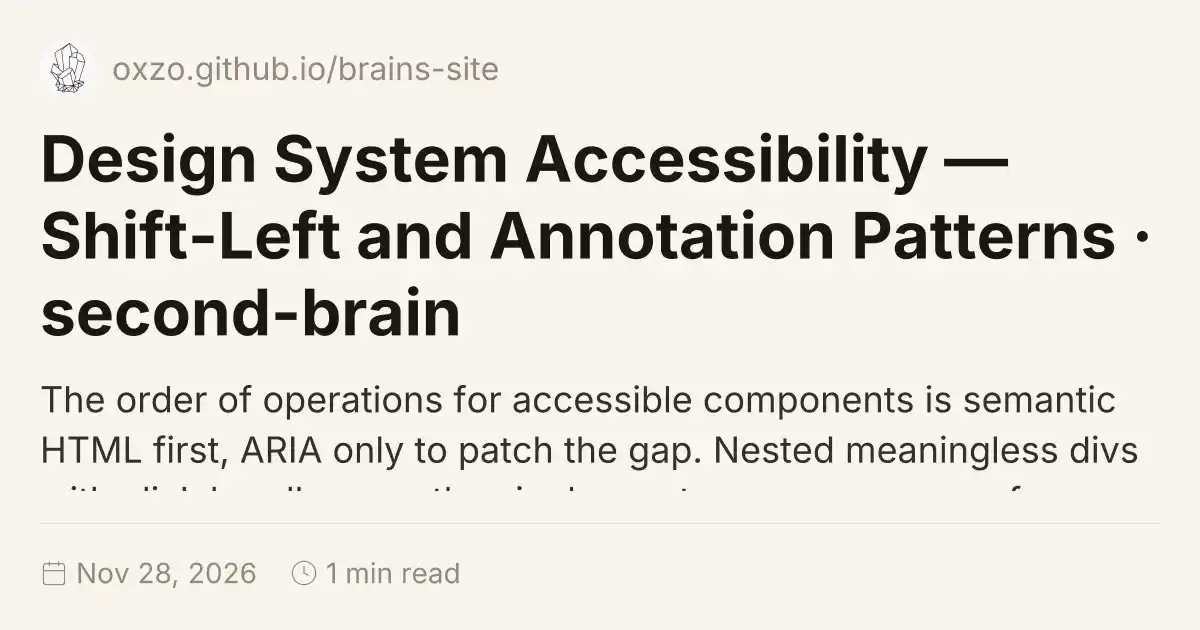 oxzo.github.io/brains-site
Design System Accessibility —
Shift-Left and Annotation Patterns ·
second-brain
The order of operations for accessible components is semantic
HTML first, ARIA only to patch the gap. Nested meaningless divs
Nov 28, 2026
1 min read